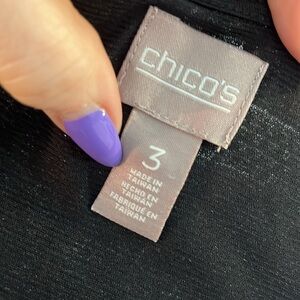 chico's
3
MADE IN
TAIWAN
HECHO EN
TAIWAN
FABRIQUÉ EN
TAIWAN